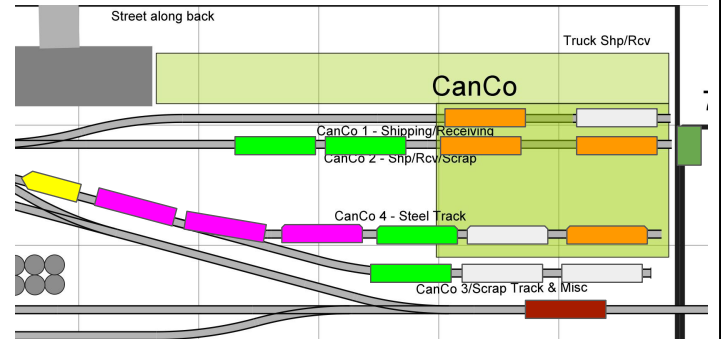 Street along back
Truck Shp/Rcv
CanCo
CanCo 1 - Shipping/Receiving
CanCo 2 - Shp/Rcv/Scrap
CanCo 4 - Steel Track
CanCo 3/Scrap Track & Misc